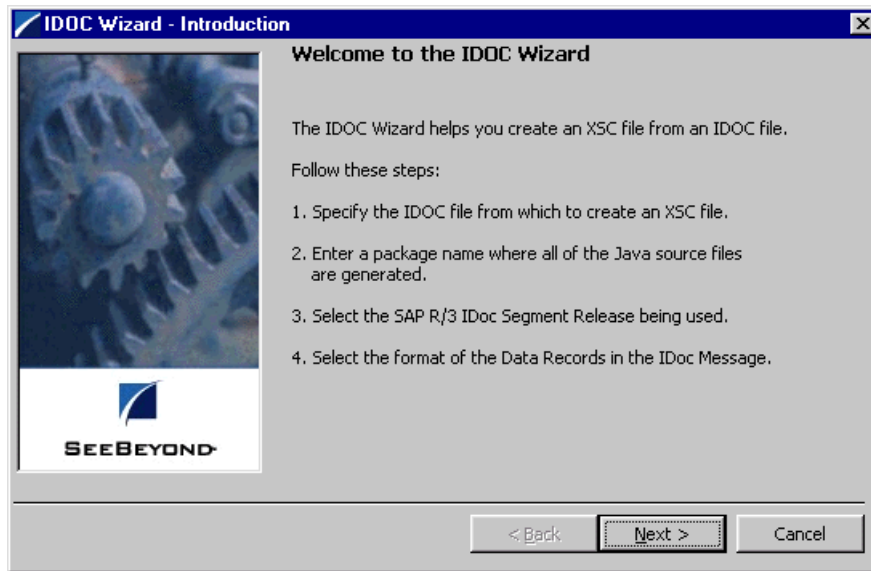 IDOC Wizard - Introduction
Welcome to the IDOC Wizard
The IDOC Wizard helps you create an XSC file from an IDOC file.
Follow these steps:
1. Specify the IDOC file from which to create an XSC file.
2. Enter a package name where all of the Java source files
are generated.
3. Select the SAP R/3 IDoc Segment Release being used.
4. Select the format of the Data Records in the IDoc Message.
SEEBEYOND
< Back
Next >
Cancel